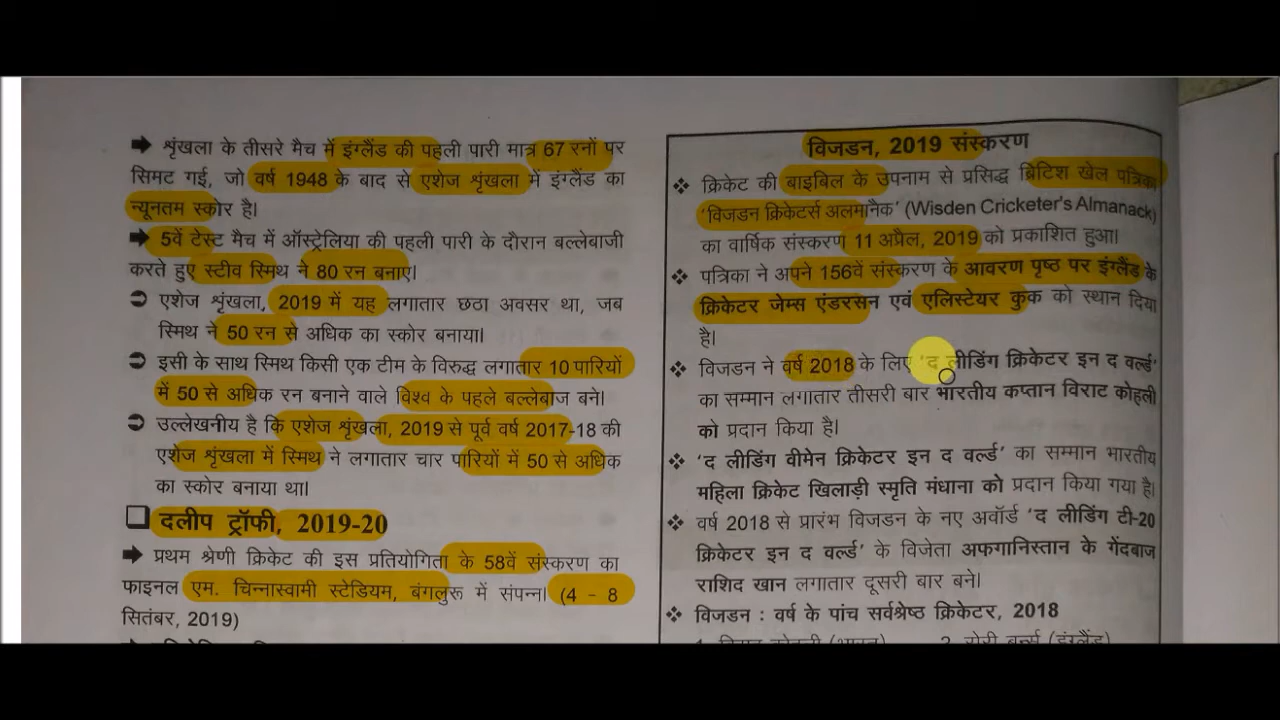 ➡ शृंखला के तीसरे मैच में इंग्लैंड की पहली पारी मात्र 67 रनों पर
सिमट गई, जो वर्ष 1948 के बाद से एशेज शृंखला में इंग्लैंड का
न्यूनतम स्कोर है।
➡ 5वें टेस्ट मैच में ऑस्ट्रेलिया की पहली पारी के दौरान बल्लेबाजी
करते हुए स्टीव स्मिथ ने 80 रन बनाए।
➲ एशेज शृंखला, 2019 में यह लगातार छठा अवसर था, जब
स्मिथ ने 50 रन से अधिक का स्कोर बनाया।
➲ इसी के साथ स्मिथ किसी एक टीम के विरुद्ध लगातार 10 पारियों
में 50 से अधिक रन बनाने वाले विश्व के पहले बल्लेबाज बने।
➲ उल्लेखनीय है कि एशेज शृंखला, 2019 से पूर्व वर्ष 2017-18 की
एशेज शृंखला में स्मिथ ने लगातार चार पारियों में 50 से अधिक
का स्कोर बनाया था।
❑ दलीप ट्रॉफी, 2019-20
➡ प्रथम श्रेणी क्रिकेट की इस प्रतियोगिता के 58वें संस्करण का
फाइनल एम. चिन्नास्वामी स्टेडियम, बंगलुरू में संपन्न। (4 - 8
सितंबर, 2019)
विजडन, 2019 संस्करण
❖ क्रिकेट की बाइबिल के उपनाम से प्रसिद्ध ब्रिटिश खेल पत्रिका
'विजडन क्रिकेटर्स अलमानैक' (Wisden Cricketer's Almanack)
का वार्षिक संस्करण 11 अप्रैल, 2019 को प्रकाशित हुआ।
❖ पत्रिका ने अपने 156वें संस्करण के आवरण पृष्ठ पर इंग्लैंड के
क्रिकेटर जेम्स एंडरसन एवं एलिस्टेयर कुक को स्थान दिया
है।
❖ विजडन ने वर्ष 2018 के लिए 'द लीडिंग क्रिकेटर इन द वर्ल्ड'
का सम्मान लगातार तीसरी बार भारतीय कप्तान विराट कोहली
को प्रदान किया है।
❖ 'द लीडिंग वीमेन क्रिकेटर इन द वर्ल्ड' का सम्मान भारतीय
महिला क्रिकेट खिलाड़ी स्मृति मंधाना को प्रदान किया गया है।
❖ वर्ष 2018 से प्रारंभ विजडन के नए अवॉर्ड 'द लीडिंग टी-20
क्रिकेटर इन द वर्ल्ड' के विजेता अफगानिस्तान के गेंदबाज
राशिद खान लगातार दूसरी बार बने।
❖ विजडन : वर्ष के पांच सर्वश्रेष्ठ क्रिकेटर, 2018
1. विराट कोहली (भारत) 2. रोरी बर्न्स (इंग्लैंड)